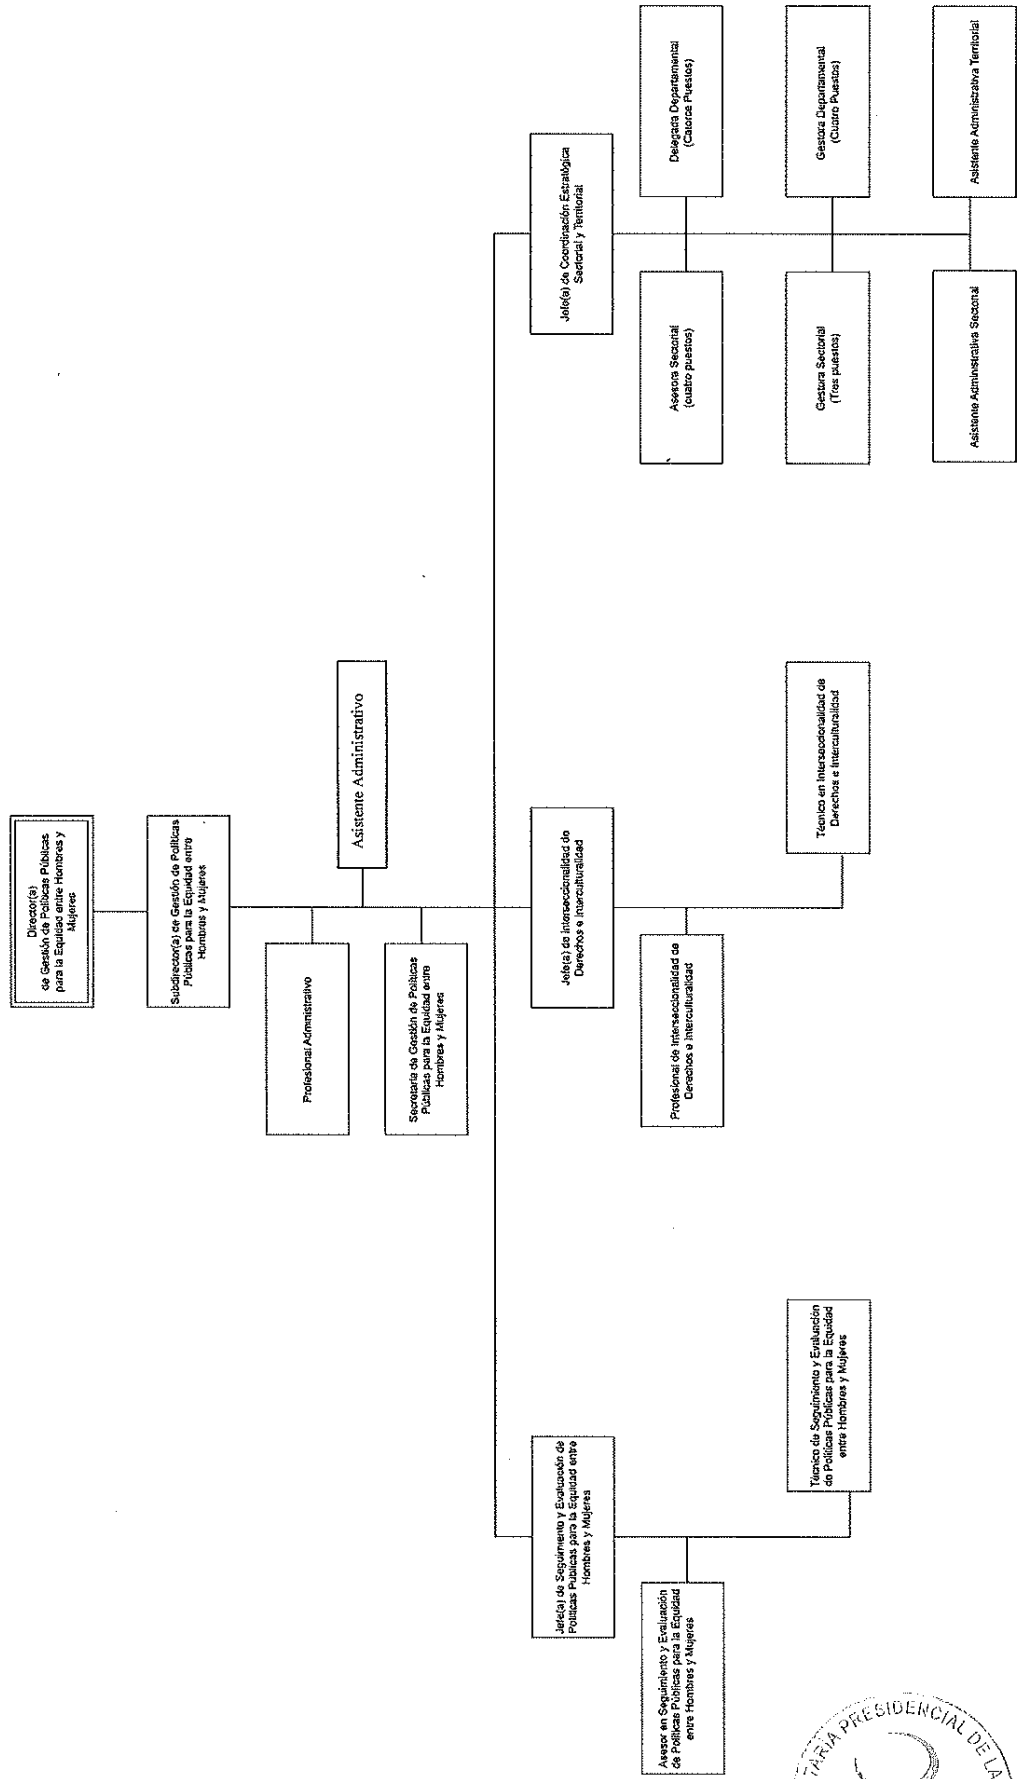 Director(a)
de Gestión de Políticas Públicas
para la Equidad entre Hombres y
Mujeres
Subdirector(a) de Gestión de Políticas
Públicas para la Equidad entre
Hombres y Mujeres
Profesional Administrativo
Asistente Administrativo
Secretaria de Gestión de Políticas
Públicas para la Equidad entre
Hombres y Mujeres
Jefe(a) de Seguimiento y Evaluación de
Políticas Públicas para la Equidad entre
Hombres y Mujeres
Asesor en Seguimiento y Evaluación
de Políticas Públicas para la Equidad
entre Hombres y Mujeres
Técnico de Seguimiento y Evaluación
de Políticas Públicas para la Equidad
entre Hombres y Mujeres
Jefe(a) de Interseccionalidad de
Derechos e Interculturalidad
Profesional de Interseccionalidad de
Derechos e Interculturalidad
Técnico en Interseccionalidad de
Derechos e Interculturalidad
Jefe(a) de Coordinación Estratégica
Sectorial y Territorial
Asesora Sectorial
(cuatro puestos)
Delegada Departamental
(Catorce Puestos)
Gestora Sectorial
(Tres puestos)
Gestora Departamental
(Cuatro Puestos)
Asistente Administrativa Sectorial
Asistente Administrativa Territorial
PRESIDENCIAL DE LA